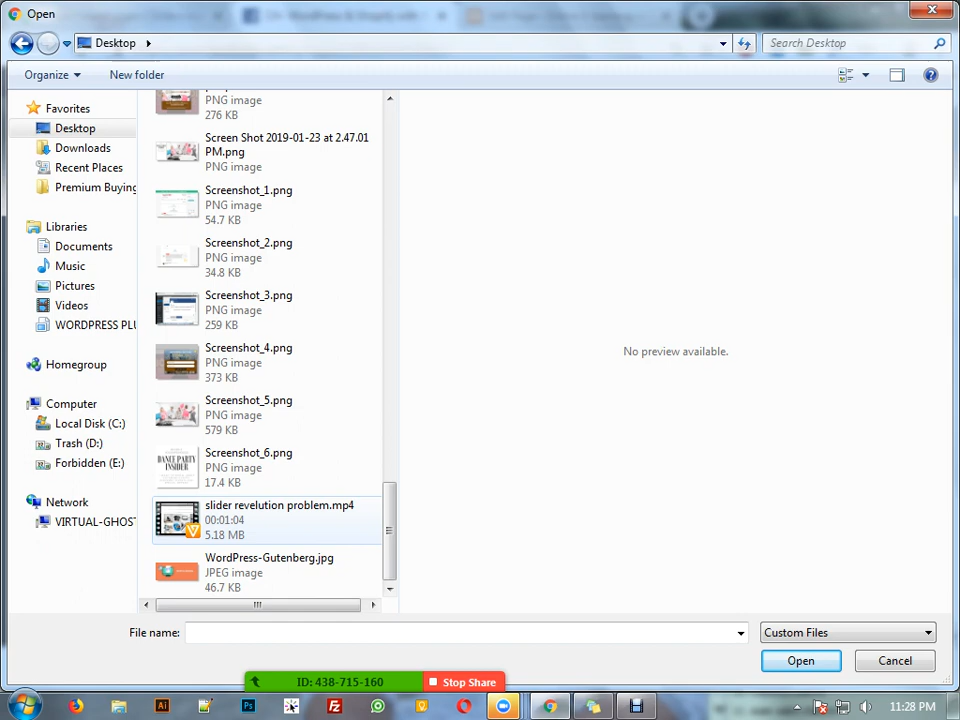 Open
Desktop
Search Desktop
Organize
New folder
Favorites
Desktop
Downloads
Recent Places
Premium Buying
Libraries
Documents
Music
Pictures
Videos
WORDPRESS PLU
Homegroup
Computer
Local Disk (C:)
Trash (D:)
Forbidden (E:)
Network
VIRTUAL-GHOST
PNG image
276 KB
Screen Shot 2019-01-23 at 2.47.01
PM.png
PNG image
Screenshot_1.png
PNG image
54.7 KB
Screenshot_2.png
PNG image
34.8 KB
Screenshot_3.png
PNG image
259 KB
Screenshot_4.png
PNG image
373 KB
Screenshot_5.png
PNG image
579 KB
DANCE PARTY
INSIDER
Screenshot_6.png
PNG image
17.4 KB
slider revelution problem.mp4
00:01:04
5.18 MB
WordPress-Gutenberg.jpg
JPEG image
46.7 KB
No preview available.
File name:
Custom Files
Open
Cancel
ID: 438-715-160
Stop Share
Ai
Ps
FZ
11:28 PM